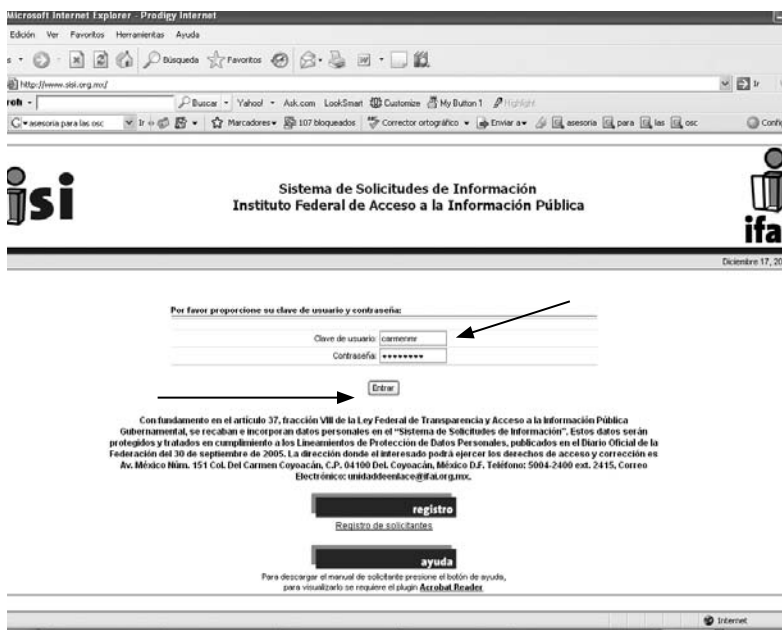 Microsoft Internet Explorer - Prodigy Internet
Edición Ver Favoritos Herramientas Ayuda
Búsqueda Favoritos
http://www.sisi.org.mx/ Ir
Buscar Yahoo! Ask.com LookSmart Customize My Button 1 Highlight
asesoria para las osc Ir Marcadores 107 bloqueados Corrector ortográfico Enviar a asesoria para las osc Config
isi
Sistema de Solicitudes de Información
Instituto Federal de Acceso a la Información Pública
ifa
Diciembre 17, 20
Por favor proporcione su clave de usuario y contraseña:
Clave de usuario: carmenmr
Contraseña: ••••••••
Entrar
Con fundamento en el artículo 37, fracción VIII de la Ley Federal de Transparencia y Acceso a la Información Pública
Gubernamental, se recaban e incorporan datos personales en el "Sistema de Solicitudes de Información", Estos datos serán
protegidos y tratados en cumplimiento a los Lineamientos de Protección de Datos Personales, publicados en el Diario Oficial de la
Federación del 30 de septiembre de 2005. La dirección donde el interesado podrá ejercer los derechos de acceso y corrección es
Av. México Núm. 151 Col. Del Carmen Coyoacán, C.P. 04100 Del. Coyoacán, México D.F. Teléfono: 5004-2400 ext. 2415, Correo
Electrónico: unidaddeenlace@ifai.org.mx.
registro
Registro de solicitantes
ayuda
Para descargar el manual de solicitante presione el botón de ayuda,
para visualizarlo se requiere el plugin Acrobat Reader
Internet